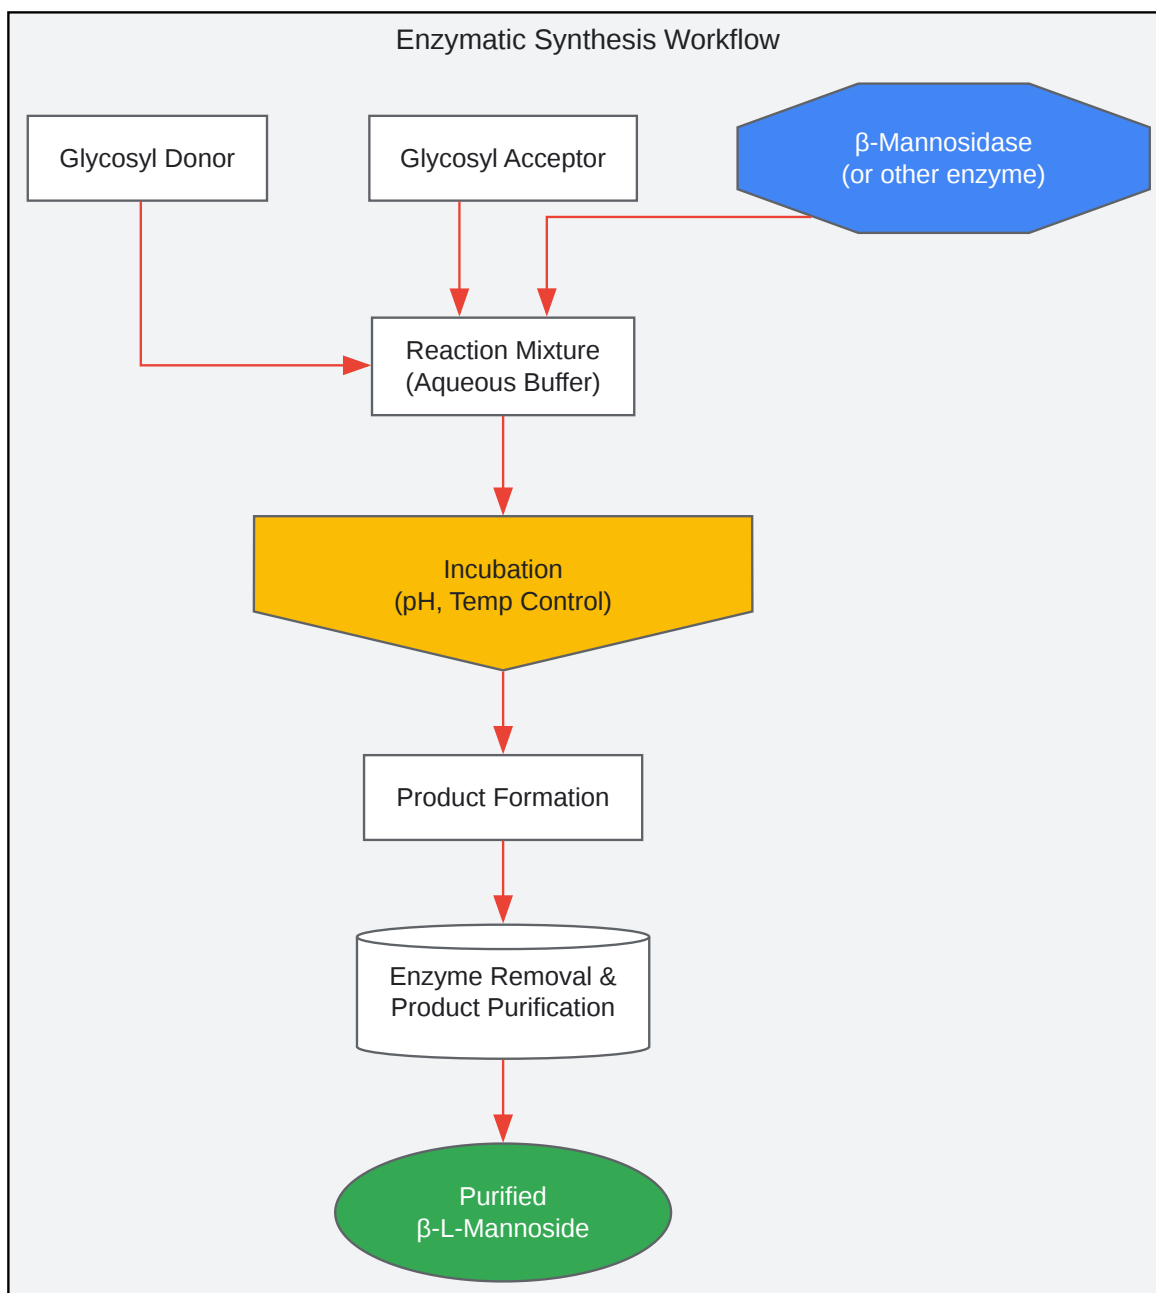 Enzymatic Synthesis Workflow
Glycosyl Donor
Glycosyl Acceptor
β-Mannosidase
(or other enzyme)
Reaction Mixture
(Aqueous Buffer)
Incubation
(pH, Temp Control)
Product Formation
Enzyme Removal &
Product Purification
Purified
β-L-Mannoside